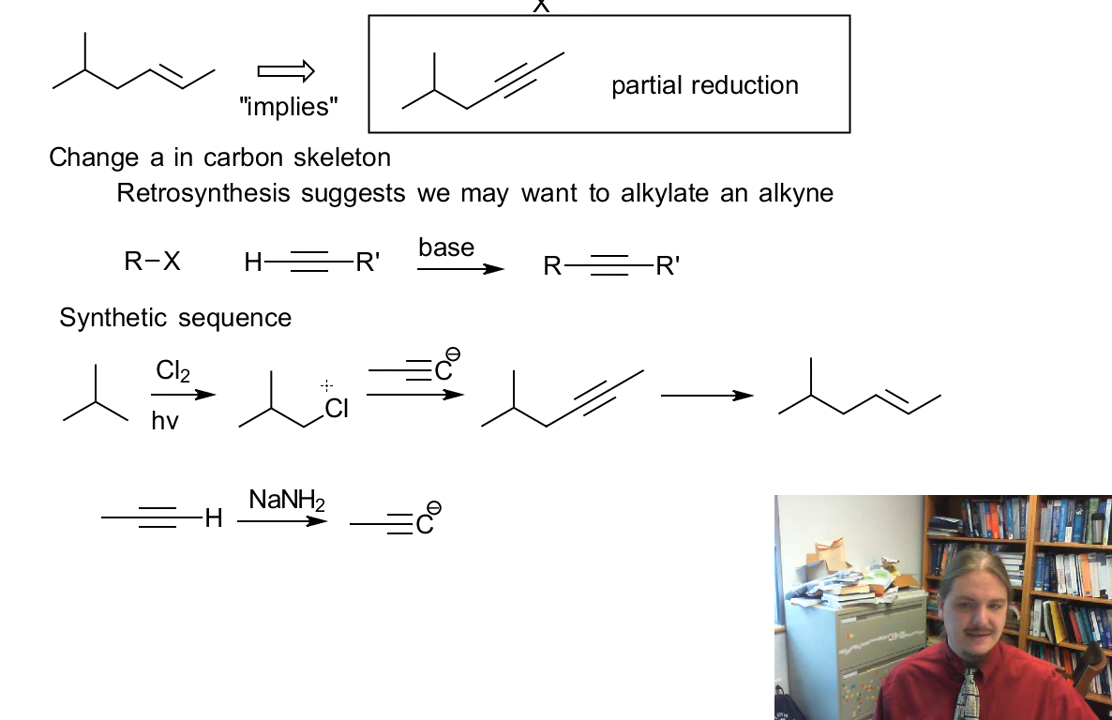 X
partial reduction
"implies"
Change a in carbon skeleton
Retrosynthesis suggests we may want to alkylate an alkyne
R–X H R' base R R'
Synthetic sequence
Cl2 hv Cl C⊖
H NaNH2 C⊖